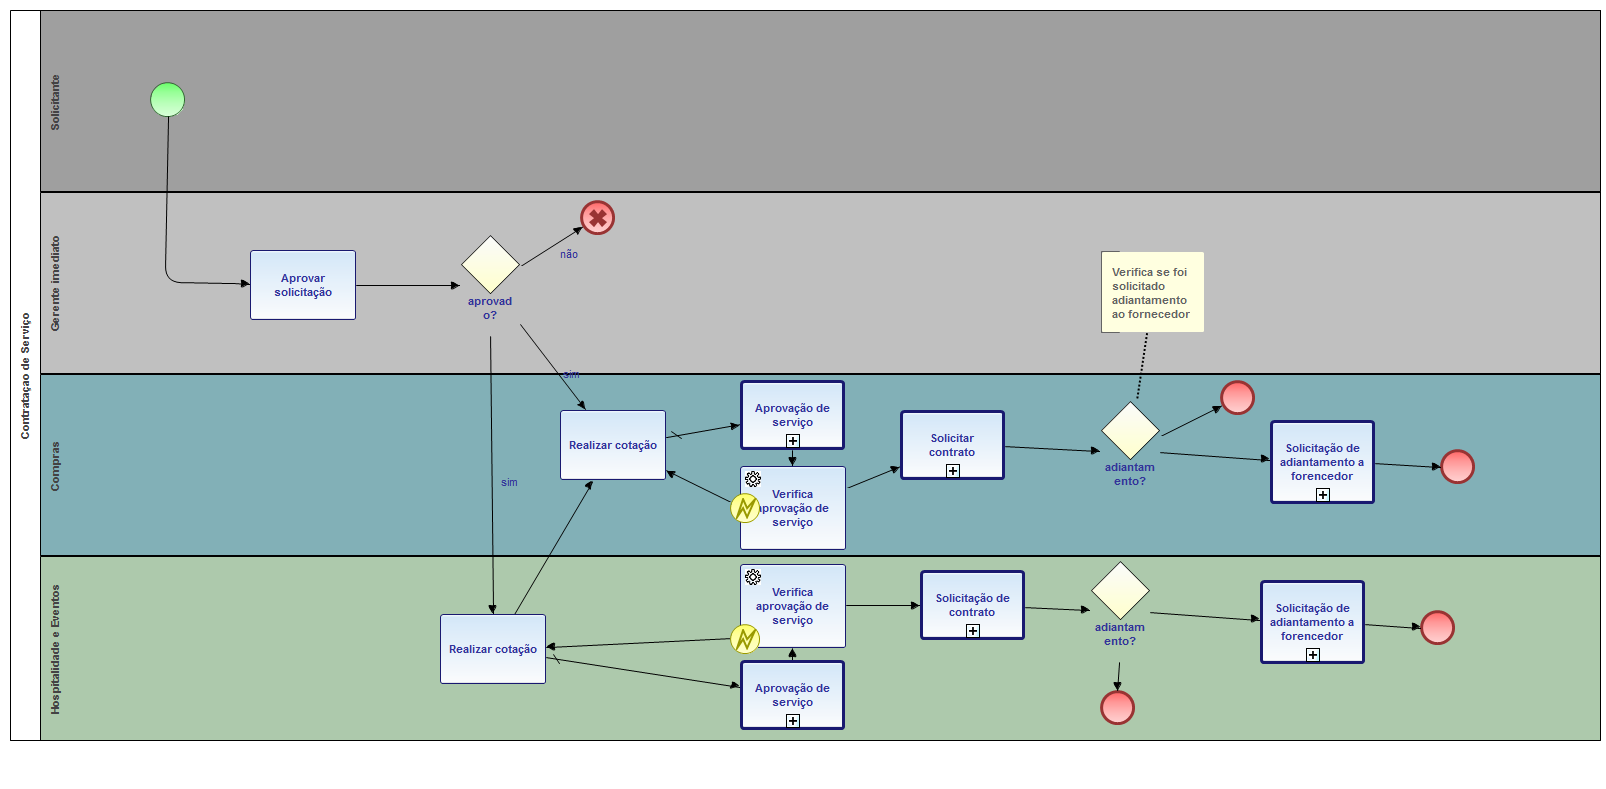 Contrataçao de Serviço
Solicitante
Gerente imediato
Aprovar
solicitação
aprovad
o?
não
sim
sim
Verifica se foi
solicitado
adiantamento
ao fornecedor
Compras
Realizar cotação
Aprovação de
serviço
Verifica
aprovação de
serviço
Solicitar
contrato
adiantam
ento?
Solicitação de
adiantamento a
forencedor
Hospitalidade e Eventos
Realizar cotação
Verifica
aprovação de
serviço
Aprovação de
serviço
Solicitação de
contrato
adiantam
ento?
Solicitação de
adiantamento a
forencedor